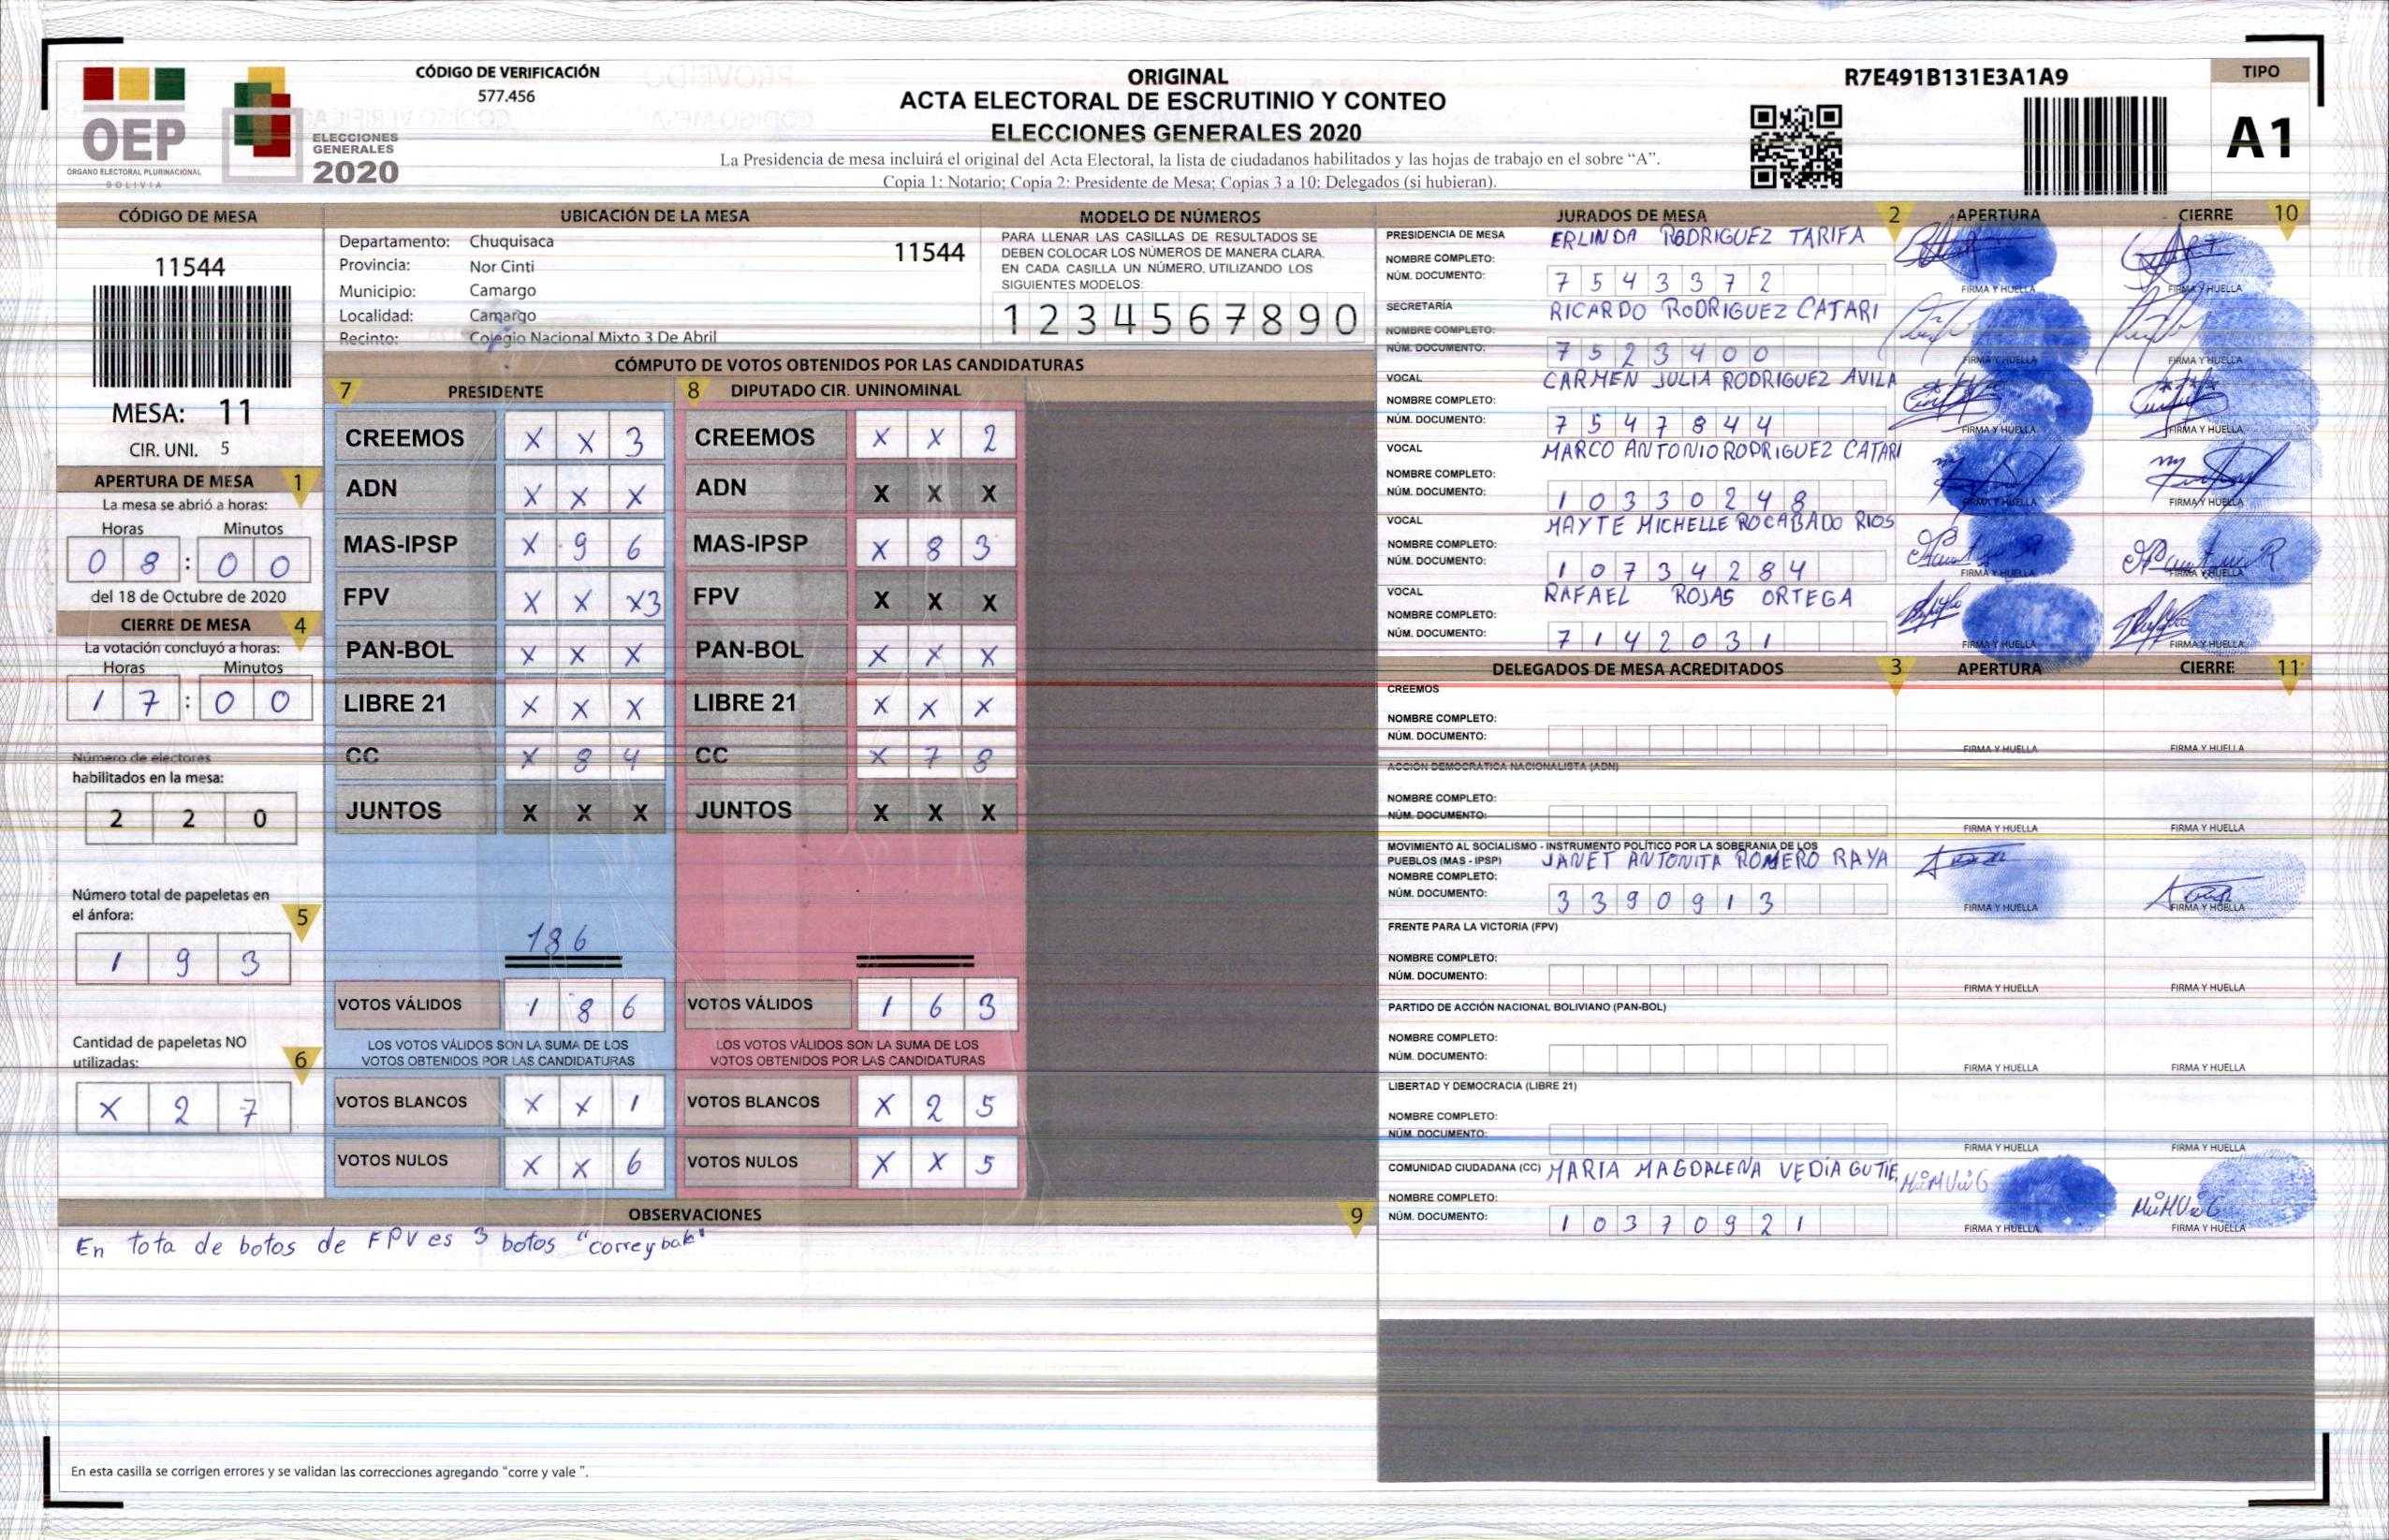 CÓDIGO DE VERIFICACIÓN
577.456
OEP
ÓRGANO ELECTORAL PLURINACIONAL
BOLIVIA
ELECCIONES
GENERALES
2020
ORIGINAL
ACTA ELECTORAL DE ESCRUTINIO Y CONTEO
ELECCIONES GENERALES 2020
La Presidencia de mesa incluirá el original del Acta Electoral, la lista de ciudadanos habilitados y las hojas de trabajo en el sobre “A”.
Copia 1: Notario; Copia 2: Presidente de Mesa; Copias 3 a 10: Delegados (si hubieran).
R7E491B131E3A1A9
TIPO
A1
CÓDIGO DE MESA
11544
MESA: 11
CIR. UNI. 5
APERTURA DE MESA 1
La mesa se abrió a horas:
Horas Minutos
0 8 : 0 0
del 18 de Octubre de 2020
CIERRE DE MESA 4
La votación concluyó a horas:
Horas Minutos
1 7 : 0 0
Número de electores
habilitados en la mesa:
2 2 0
Número total de papeletas en
el ánfora: 5
1 9 3
Cantidad de papeletas NO
utilizadas: 6
X 2 7
UBICACIÓN DE LA MESA
Departamento: Chuquisaca 11544
Provincia: Nor Cinti
Municipio: Camargo
Localidad: Camargo
Recinto: Colegio Nacional Mixto 3 De Abril
MODELO DE NÚMEROS
PARA LLENAR LAS CASILLAS DE RESULTADOS SE
DEBEN COLOCAR LOS NÚMEROS DE MANERA CLARA.
EN CADA CASILLA UN NÚMERO, UTILIZANDO LOS
SIGUIENTES MODELOS:
1 2 3 4 5 6 7 8 9 0
CÓMPUTO DE VOTOS OBTENIDOS POR LAS CANDIDATURAS
7 PRESIDENTE
CREEMOS X X 3
ADN X X X
MAS-IPSP X 9 6
FPV X X X3
PAN-BOL X X X
LIBRE 21 X X X
CC X 8 4
JUNTOS X X X
186
VOTOS VÁLIDOS 1 8 6
LOS VOTOS VÁLIDOS SON LA SUMA DE LOS
VOTOS OBTENIDOS POR LAS CANDIDATURAS
VOTOS BLANCOS X X 1
VOTOS NULOS X X 6
8 DIPUTADO CIR. UNINOMINAL
CREEMOS X X 2
ADN X X X
MAS-IPSP X 8 3
FPV X X X
PAN-BOL X X X
LIBRE 21 X X X
CC X 7 8
JUNTOS X X X
VOTOS VÁLIDOS 1 6 3
LOS VOTOS VÁLIDOS SON LA SUMA DE LOS
VOTOS OBTENIDOS POR LAS CANDIDATURAS
VOTOS BLANCOS X 2 5
VOTOS NULOS X X 5
OBSERVACIONES 9
En tota de botos de FPV es 3 botos "correybale"
En esta casilla se corrigen errores y se validan las correcciones agregando “corre y vale ”.
JURADOS DE MESA 2 APERTURA CIERRE 10
PRESIDENCIA DE MESA ERLINDA RODRIGUEZ TARIFA
NOMBRE COMPLETO:
NÚM. DOCUMENTO: 7 5 4 3 3 7 2
FIRMA Y HUELLA FIRMA Y HUELLA
SECRETARÍA RICARDO RODRIGUEZ CATARI
NOMBRE COMPLETO:
NÚM. DOCUMENTO: 7 5 2 3 4 0 0
FIRMA Y HUELLA FIRMA Y HUELLA
VOCAL CARMEN JULIA RODRIGUEZ AVILA
NOMBRE COMPLETO:
NÚM. DOCUMENTO: 7 5 4 7 8 4 4
FIRMA Y HUELLA FIRMA Y HUELLA
VOCAL MARCO ANTONIO RODRIGUEZ CATARI
NOMBRE COMPLETO:
NÚM. DOCUMENTO: 1 0 3 3 0 2 4 8
FIRMA Y HUELLA FIRMA Y HUELLA
VOCAL MAYTE MICHELLE ROCABADO RIOS
NOMBRE COMPLETO:
NÚM. DOCUMENTO: 1 0 7 3 4 2 8 4
FIRMA Y HUELLA FIRMA Y HUELLA
VOCAL RAFAEL ROJAS ORTEGA
NOMBRE COMPLETO:
NÚM. DOCUMENTO: 7 1 4 2 0 3 1
FIRMA Y HUELLA FIRMA Y HUELLA
DELEGADOS DE MESA ACREDITADOS 3 APERTURA CIERRE 11
CREEMOS
NOMBRE COMPLETO:
NÚM. DOCUMENTO:
FIRMA Y HUELLA FIRMA Y HUELLA
ACCIÓN DEMOCRÁTICA NACIONALISTA (ADN)
NOMBRE COMPLETO:
NÚM. DOCUMENTO:
FIRMA Y HUELLA FIRMA Y HUELLA
MOVIMIENTO AL SOCIALISMO - INSTRUMENTO POLÍTICO POR LA SOBERANIA DE LOS
PUEBLOS (MAS - IPSP) JANET ANTONITA ROMERO RAYA
NOMBRE COMPLETO:
NÚM. DOCUMENTO: 3 3 9 0 9 1 3
FIRMA Y HUELLA FIRMA Y HUELLA
FRENTE PARA LA VICTORIA (FPV)
NOMBRE COMPLETO:
NÚM. DOCUMENTO:
FIRMA Y HUELLA FIRMA Y HUELLA
PARTIDO DE ACCIÓN NACIONAL BOLIVIANO (PAN-BOL)
NOMBRE COMPLETO:
NÚM. DOCUMENTO:
FIRMA Y HUELLA FIRMA Y HUELLA
LIBERTAD Y DEMOCRACIA (LIBRE 21)
NOMBRE COMPLETO:
NÚM. DOCUMENTO:
FIRMA Y HUELLA FIRMA Y HUELLA
COMUNIDAD CIUDADANA (CC) MARIA MAGDALENA VEDIA GUTIE
NOMBRE COMPLETO:
NÚM. DOCUMENTO: 1 0 3 7 0 9 2 1
FIRMA Y HUELLA FIRMA Y HUELLA